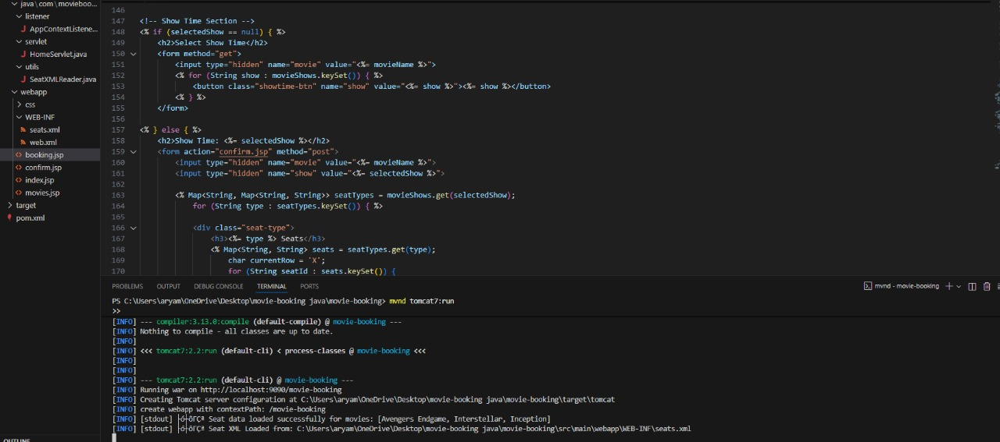 java\com\movieboo...
listener
AppContextListene...
servlet
HomeServlet.java
utils
SeatXMLReader.java
webapp
css
WEB-INF
seats.xml
web.xml
booking.jsp
confirm.jsp
index.jsp
movies.jsp
target
pom.xml
OUTLINE
146
147 <!-- Show Time Section -->
148 <% if (selectedShow == null) { %>
149 <h2>Select Show Time</h2>
150 <form method="get">
151 <input type="hidden" name="movie" value="<%= movieName %>">
152 <% for (String show : movieShows.keySet()) { %>
153 <button class="showtime-btn" name="show" value="<%= show %>"><%= show %></button>
154 <% } %>
155 </form>
156
157 <% } else { %>
158 <h2>Show Time: <%= selectedShow %></h2>
159 <form action="confirm.jsp" method="post">
160 <input type="hidden" name="movie" value="<%= movieName %>">
161 <input type="hidden" name="show" value="<%= selectedShow %>">
162
163 <% Map<String, Map<String, String>> seatTypes = movieShows.get(selectedShow);
164 for (String type : seatTypes.keySet()) { %>
165
166 <div class="seat-type">
167 <h3><%= type %> Seats</h3>
168 <% Map<String, String> seats = seatTypes.get(type);
169 char currentRow = 'X';
170 for (String seatId : seats.keySet()) {
PROBLEMS OUTPUT DEBUG CONSOLE TERMINAL PORTS
mvnd - movie-booking
PS C:\Users\aryam\OneDrive\Desktop\movie-booking java\movie-booking> mvnd tomcat7:run
>>
[INFO] --- compiler:3.13.0:compile (default-compile) @ movie-booking ---
[INFO] Nothing to compile - all classes are up to date.
[INFO]
[INFO] <<< tomcat7:2.2:run (default-cli) < process-classes @ movie-booking <<<
[INFO]
[INFO]
[INFO] --- tomcat7:2.2:run (default-cli) @ movie-booking ---
[INFO] Running war on http://localhost:9090/movie-booking
[INFO] Creating Tomcat server configuration at C:\Users\aryam\OneDrive\Desktop\movie-booking java\movie-booking\target\tomcat
[INFO] create webapp with contextPath: /movie-booking
[INFO] [stdout] Seat data loaded successfully for movies: [Avengers Endgame, Interstellar, Inception]
[INFO] [stdout] Seat XML Loaded from: C:\Users\aryam\OneDrive\Desktop\movie-booking java\movie-booking\src\main\webapp\WEB-INF\seats.xml